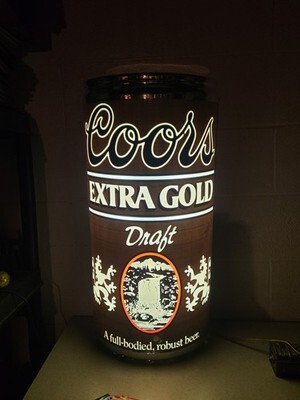 Coors
EXTRA GOLD
Draft
A full-bodied, robust beer.